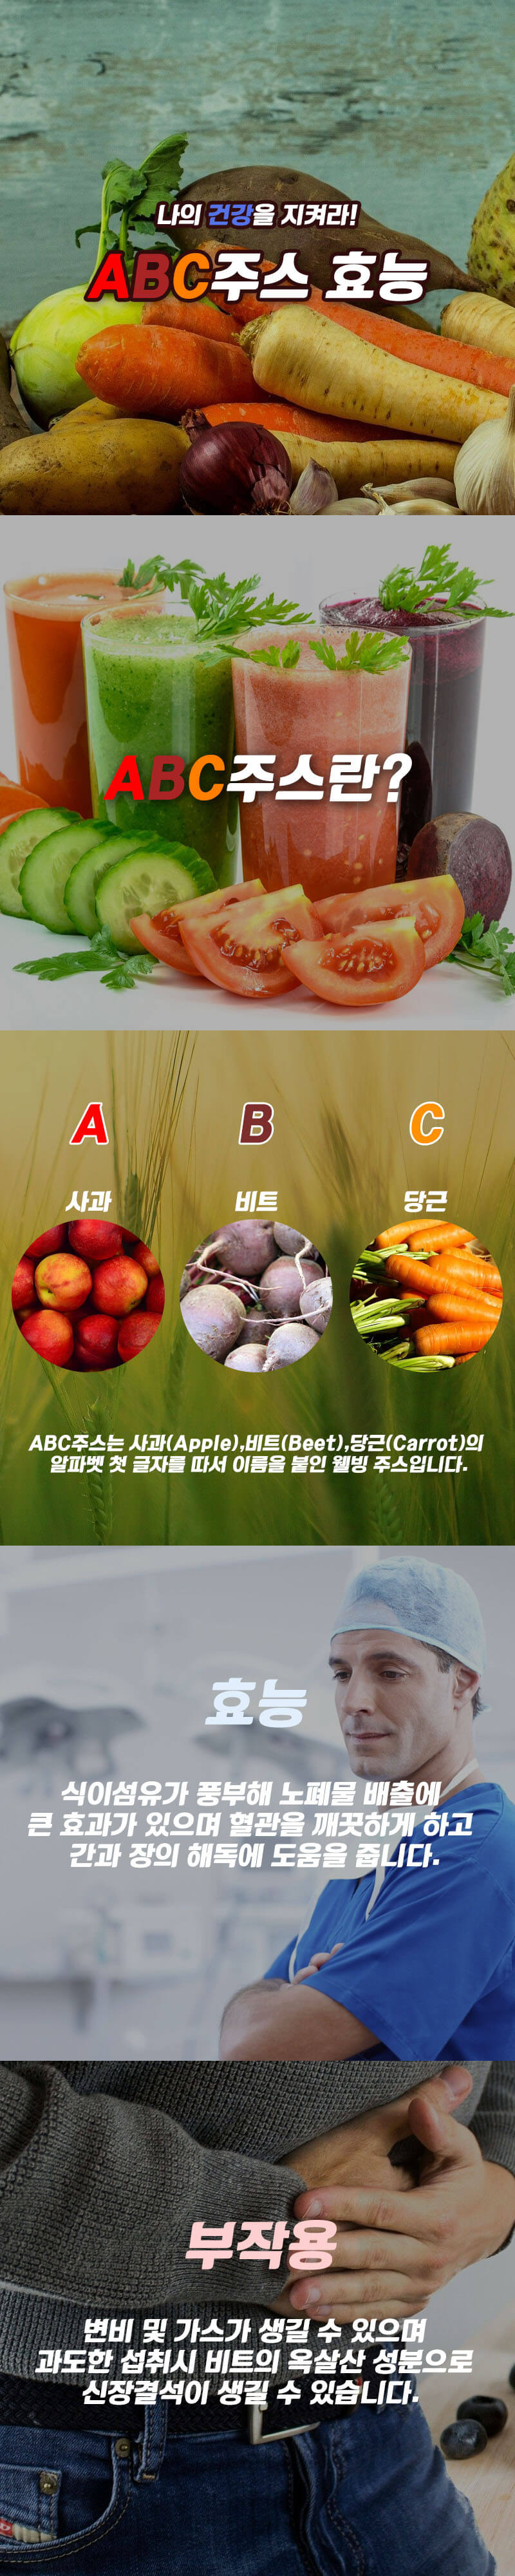 나의 건강을 지켜라!
ABC주스 효능
ABC주스란?
A B C
사과 비트 당근
ABC주스는 사과(Apple),비트(Beet),당근(Carrot)의
알파벳 첫 글자를 따서 이름을 붙인 웰빙 주스입니다.
효능
식이섬유가 풍부해 노폐물 배출에
큰 효과가 있으며 혈관을 깨끗하게 하고
간과 장의 해독에 도움을 줍니다.
부작용
변비 및 가스가 생길 수 있으며
과도한 섭취시 비트의 옥살산 성분으로
신장결석이 생길 수 있습니다.